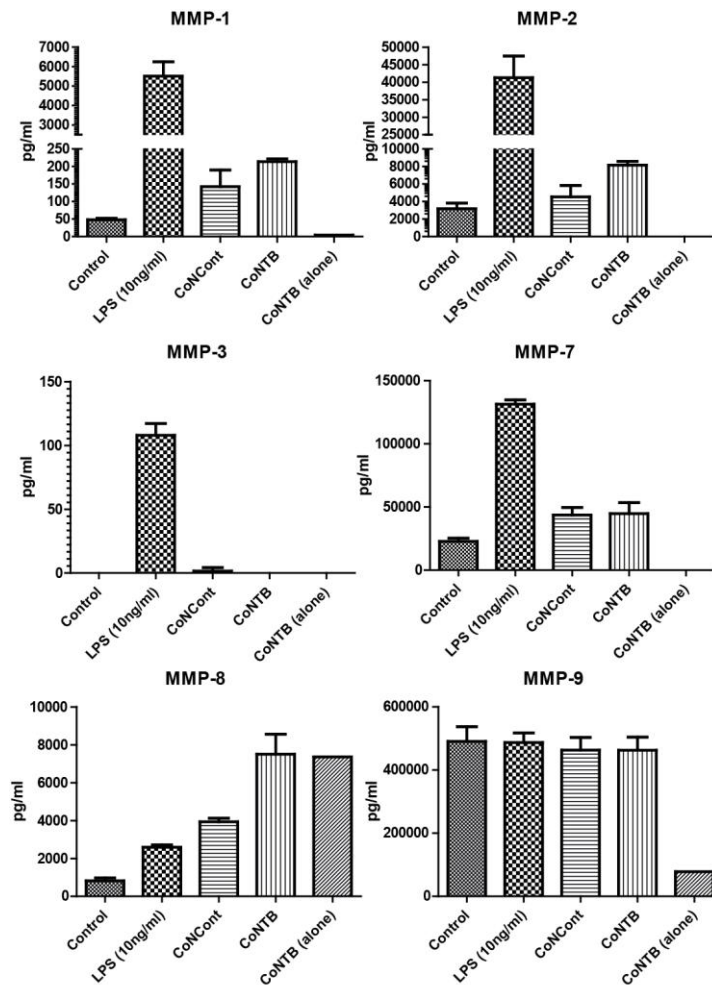 MMP-1
pg/ml
7000
6000
5000
4000
3000
2000
250
200
150
100
50
0
Control
LPS (10ng/ml)
CoNCont
CoNTB
CoNTB (alone)
MMP-2
pg/ml
50000
45000
40000
35000
30000
25000
10000
8000
6000
4000
2000
0
Control
LPS (10ng/ml)
CoNCont
CoNTB
CoNTB (alone)
MMP-3
pg/ml
150
100
50
0
Control
LPS (10ng/ml)
CoNCont
CoNTB
CoNTB (alone)
MMP-7
pg/ml
150000
100000
50000
0
Control
LPS (10ng/ml)
CoNCont
CoNTB
CoNTB (alone)
MMP-8
pg/ml
10000
8000
6000
4000
2000
0
Control
LPS (10ng/ml)
CoNCont
CoNTB
CoNTB (alone)
MMP-9
pg/ml
600000
400000
200000
0
Control
LPS (10ng/ml)
CoNCont
CoNTB
CoNTB (alone)